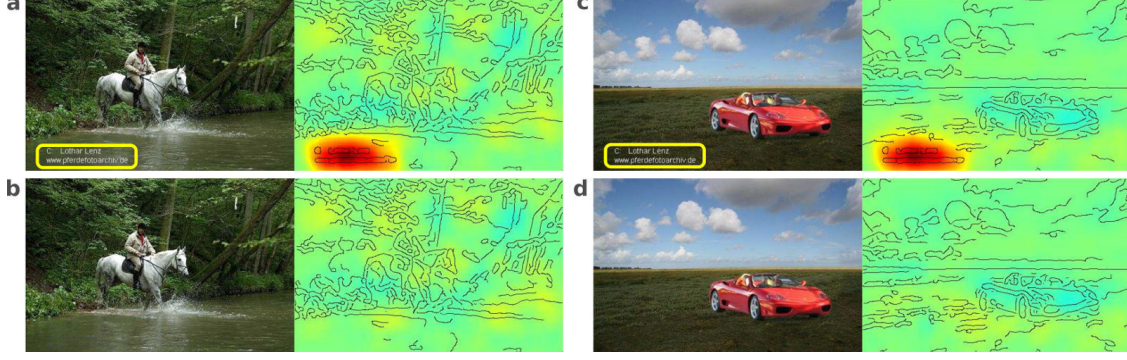 a
C Lothar Lenz
www.pferdefotoarchiv.de
c
C Lothar Lenz
www.pferdefotoarchiv.de
b
d